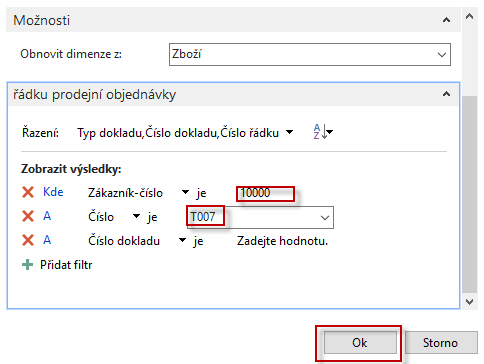 Možnosti
Obnovit dimenze z: Zboží
řádku prodejní objednávky
Řazení: Typ dokladu,Číslo dokladu,Číslo řádku
Zobrazit výsledky:
Kde Zákazník-číslo je 10000
A Číslo je T007
A Číslo dokladu je Zadejte hodnotu.
Přidat filtr
Ok Storno